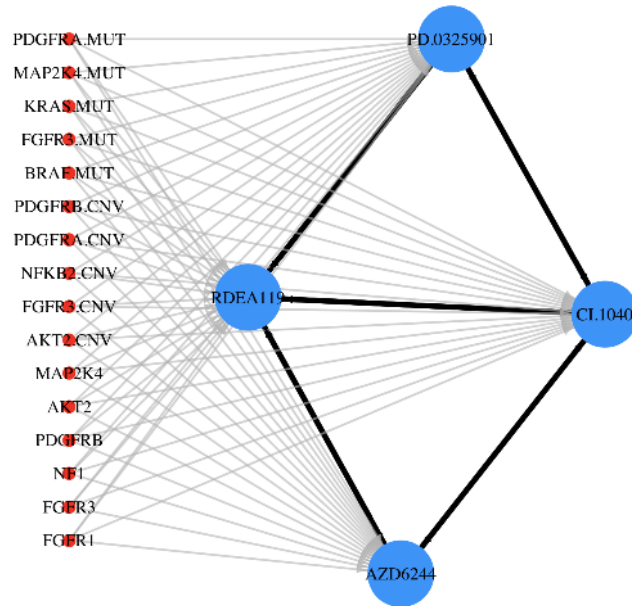 PDGFRA.MUT
MAP2K4.MUT
KRAS.MUT
FGFR3.MUT
BRAF.MUT
PDGFRB.CNV
PDGFRA.CNV
NFKB2.CNV
FGFR3.CNV
AKT2.CNV
MAP2K4
AKT2
PDGFRB
NF1
FGFR3
FGFR1
PD.0325901
RDEA119
CI.1040
AZD6244